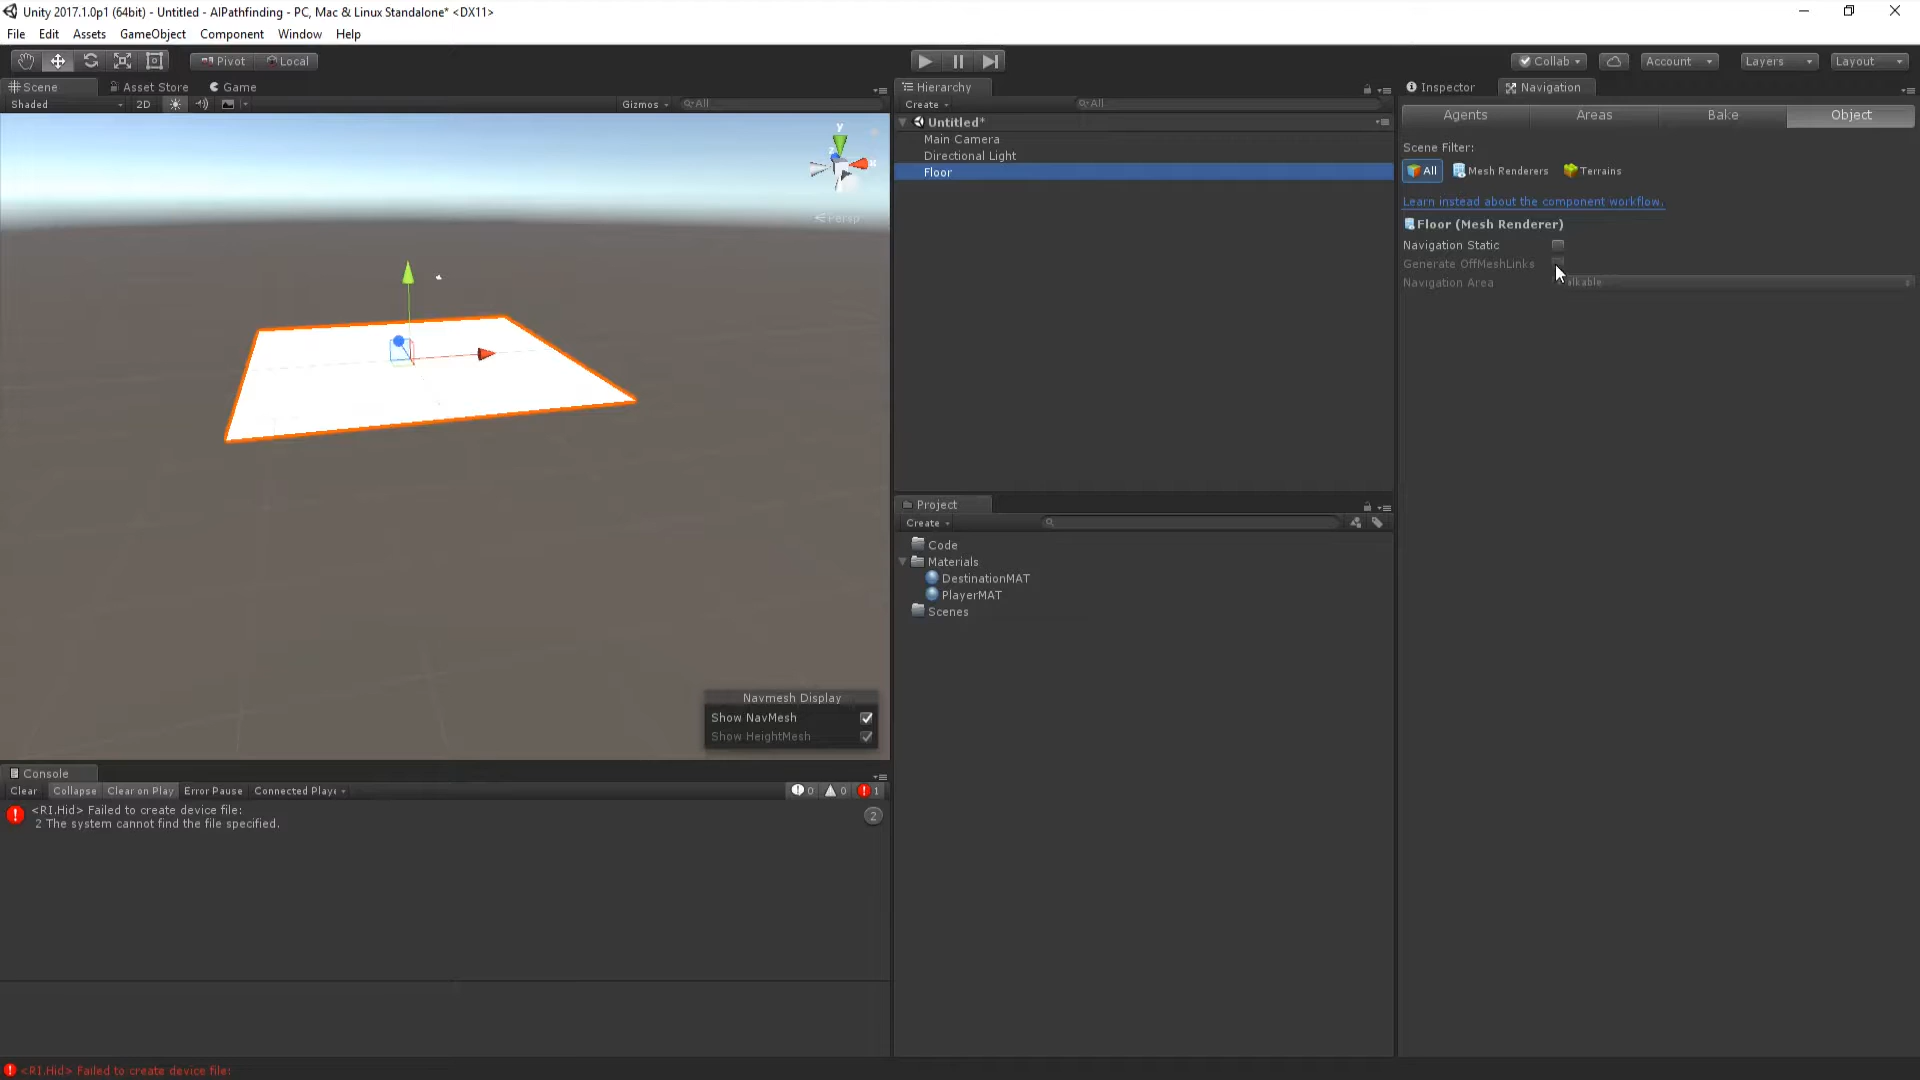 Unity 2017.1.0p1 (64bit) - Untitled - AIPathfinding - PC, Mac & Linux Standalone* <DX11>
File Edit Assets GameObject Component Window Help
Pivot Local Collab Account Layers Layout
Scene Asset Store Game Hierarchy Inspector Navigation
Shaded 2D Gizmos All Create All
Agents Areas Bake Object
Untitled*
Main Camera
Directional Light
Floor
Scene Filter:
All Mesh Renderers Terrains
Learn instead about the component workflow.
Floor (Mesh Renderer)
Navigation Static
Generate OffMeshLinks
Navigation Area alkable
y
x
z
Persp
Navmesh Display
Show NavMesh
Show HeightMesh
Project
Create
Code
Materials
DestinationMAT
PlayerMAT
Scenes
Console
Clear Collapse Clear on Play Error Pause Connected Playe 0 0 1
<RI.Hid> Failed to create device file:
2 The system cannot find the file specified.
2
<RI.Hid> Failed to create device file: